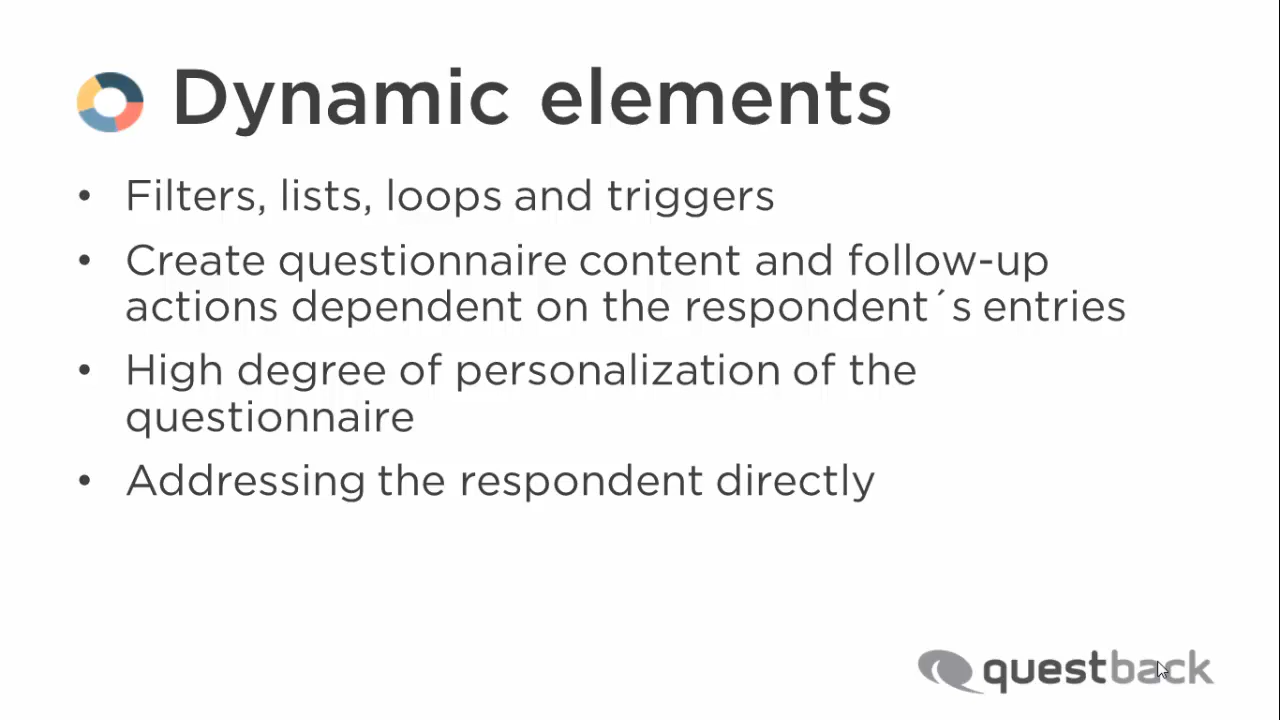 Dynamic elements
• Filters, lists, loops and triggers
• Create questionnaire content and follow-up
actions dependent on the respondent´s entries
• High degree of personalization of the
questionnaire
• Addressing the respondent directly
questback